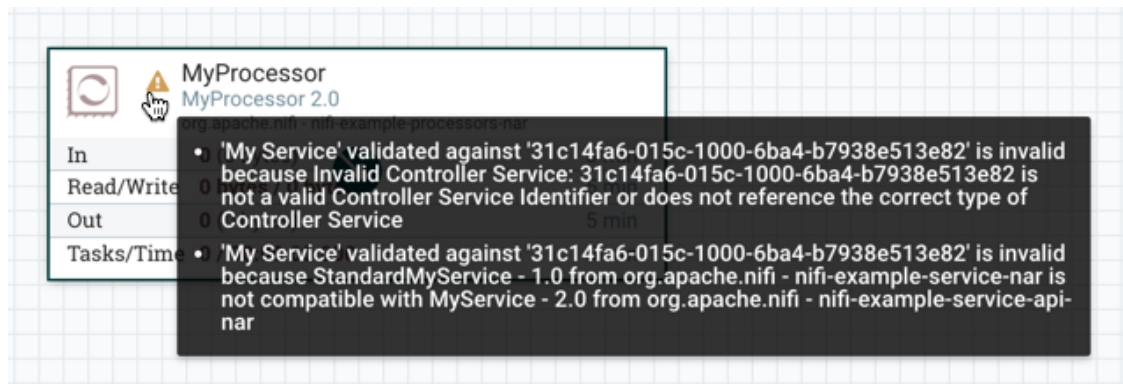 MyProcessor
MyProcessor 2.0
org.apache.nifi - nifi-example-processors-nar
• 'My Service' validated against '31c14fa6-015c-1000-6ba4-b7938e513e82' is invalid
because Invalid Controller Service: 31c14fa6-015c-1000-6ba4-b7938e513e82 is
not a valid Controller Service Identifier or does not reference the correct type of
Controller Service
• 'My Service' validated against '31c14fa6-015c-1000-6ba4-b7938e513e82' is invalid
because StandardMyService - 1.0 from org.apache.nifi - nifi-example-service-nar is
not compatible with MyService - 2.0 from org.apache.nifi - nifi-example-service-api-
nar
In
Read/Write 0 bytes
Out 5 min
Tasks/Time